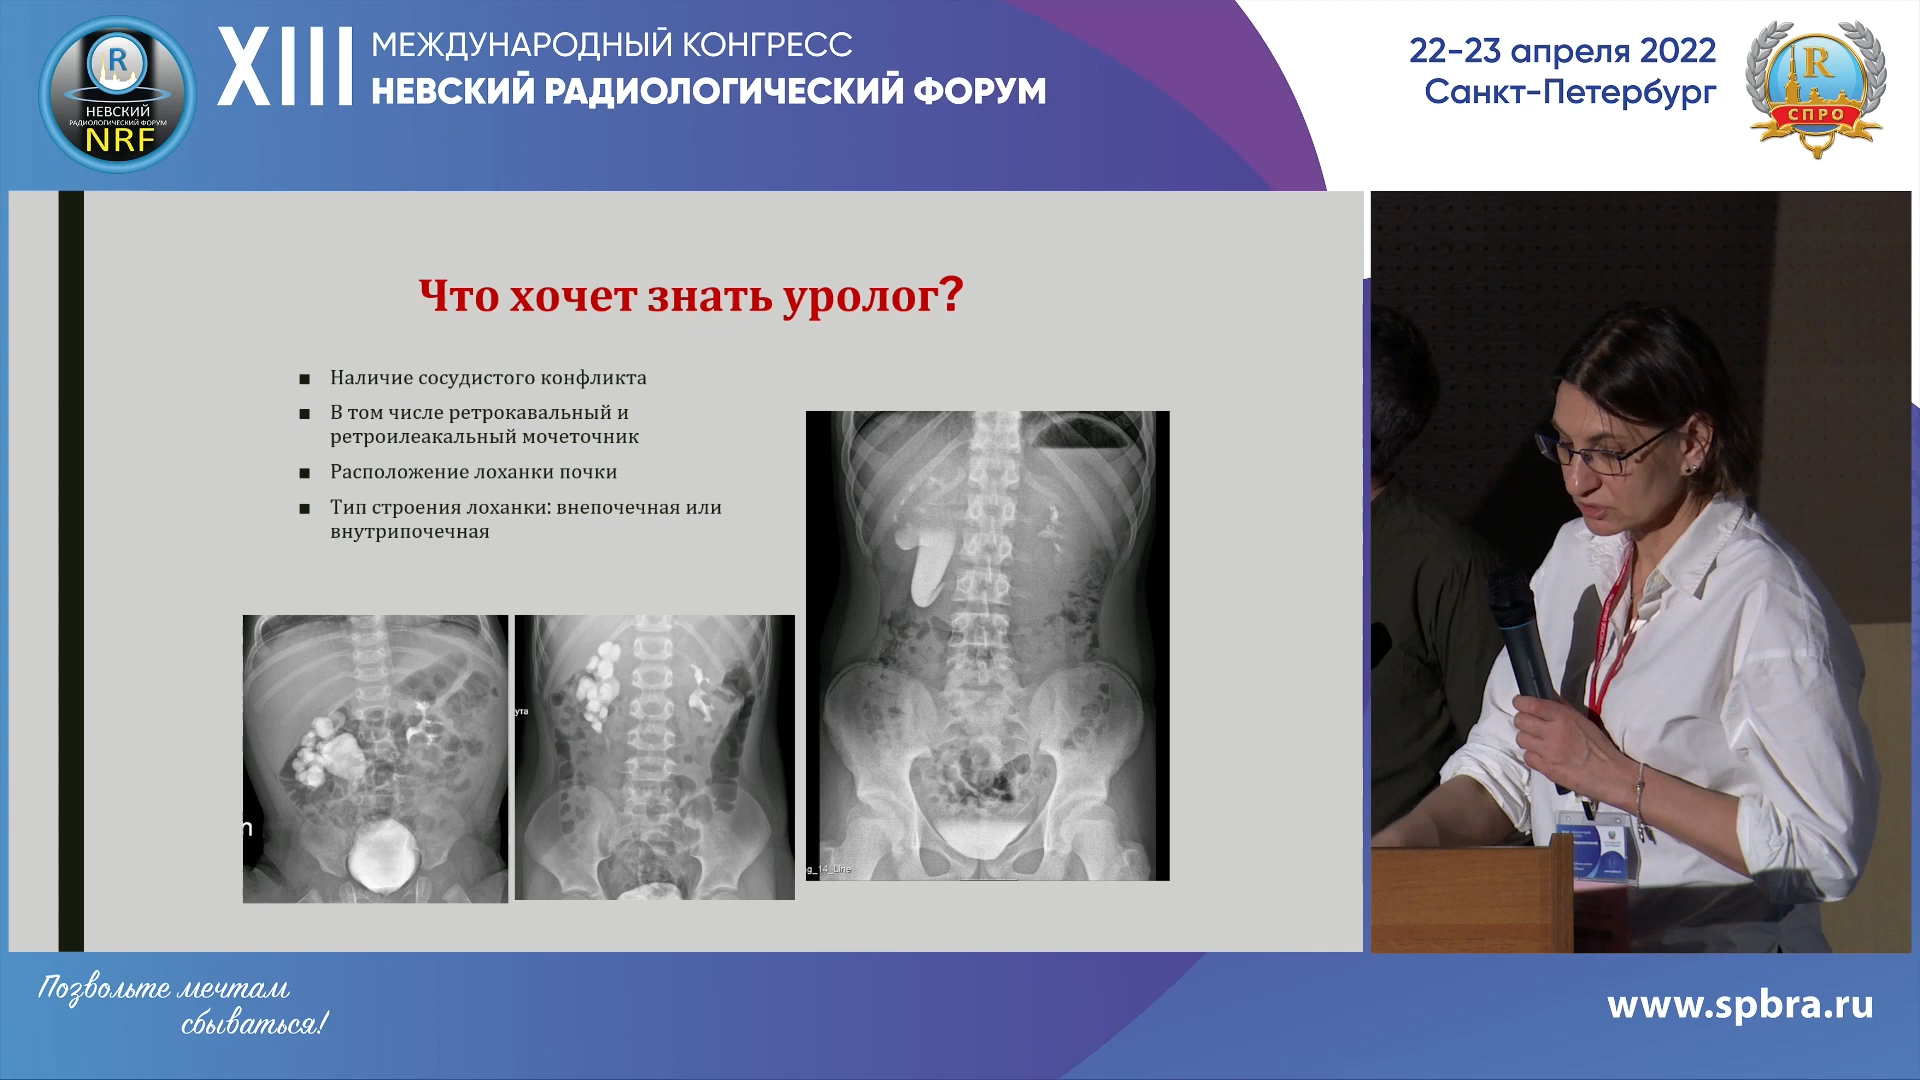 R
НЕВСКИЙ
РАДИОЛОГИЧЕСКИЙ ФОРУМ
NRF
XIII
МЕЖДУНАРОДНЫЙ КОНГРЕСС
НЕВСКИЙ РАДИОЛОГИЧЕСКИЙ ФОРУМ
22-23 апреля 2022
Санкт-Петербург
R
СПРО
Что хочет знать уролог?
Наличие сосудистого конфликта
В том числе ретрокавальный и
ретроилеакальный мочеточник
Расположение лоханки почки
Тип строения лоханки: внепочечная или
внутрипочечная
ута
g_14_Line
Позвольте мечтам
сбываться!
www.spbra.ru